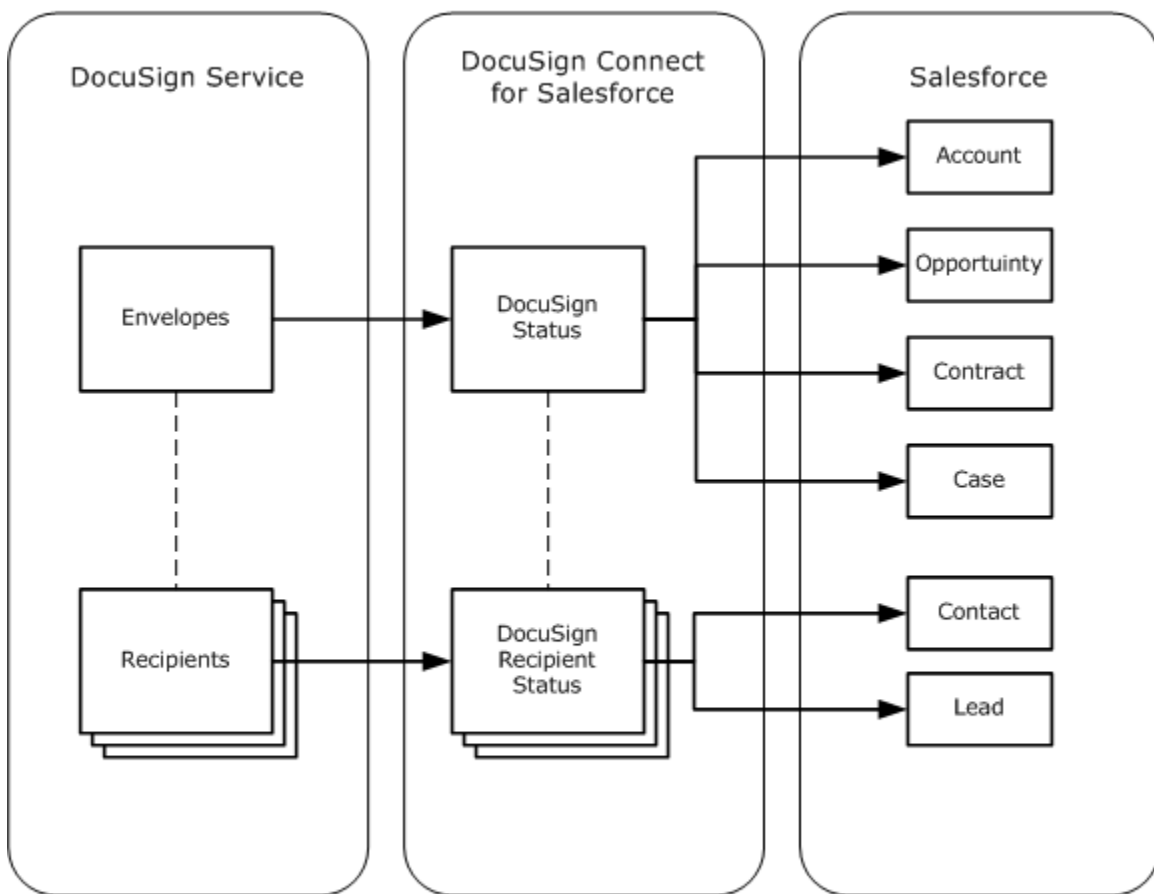 DocuSign Service
DocuSign Connect
for Salesforce
Salesforce
Account
Opportuinty
Contract
Case
Contact
Lead
Envelopes
DocuSign
Status
Recipients
DocuSign
Recipient
Status